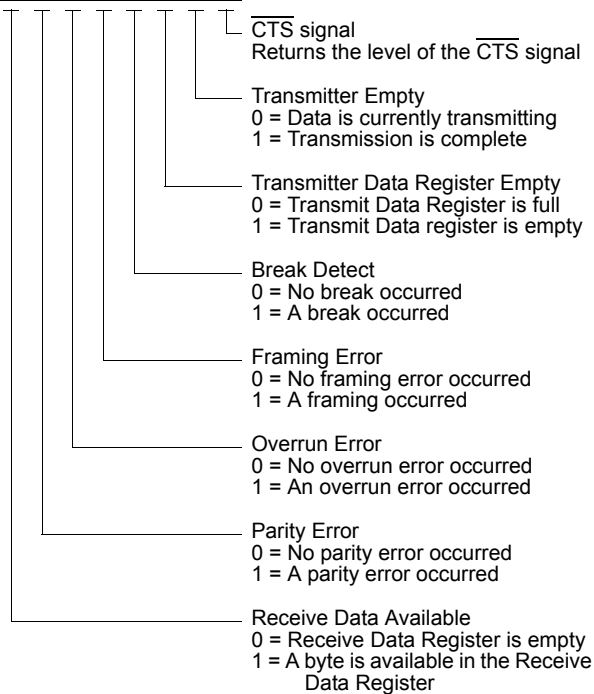 CTS signal
Returns the level of the CTS signal
Transmitter Empty
0 = Data is currently transmitting
1 = Transmission is complete
Transmitter Data Register Empty
0 = Transmit Data Register is full
1 = Transmit Data register is empty
Break Detect
0 = No break occurred
1 = A break occurred
Framing Error
0 = No framing error occurred
1 = A framing occurred
Overrun Error
0 = No overrun error occurred
1 = An overrun error occurred
Parity Error
0 = No parity error occurred
1 = A parity error occurred
Receive Data Available
0 = Receive Data Register is empty
1 = A byte is available in the Receive
Data Register